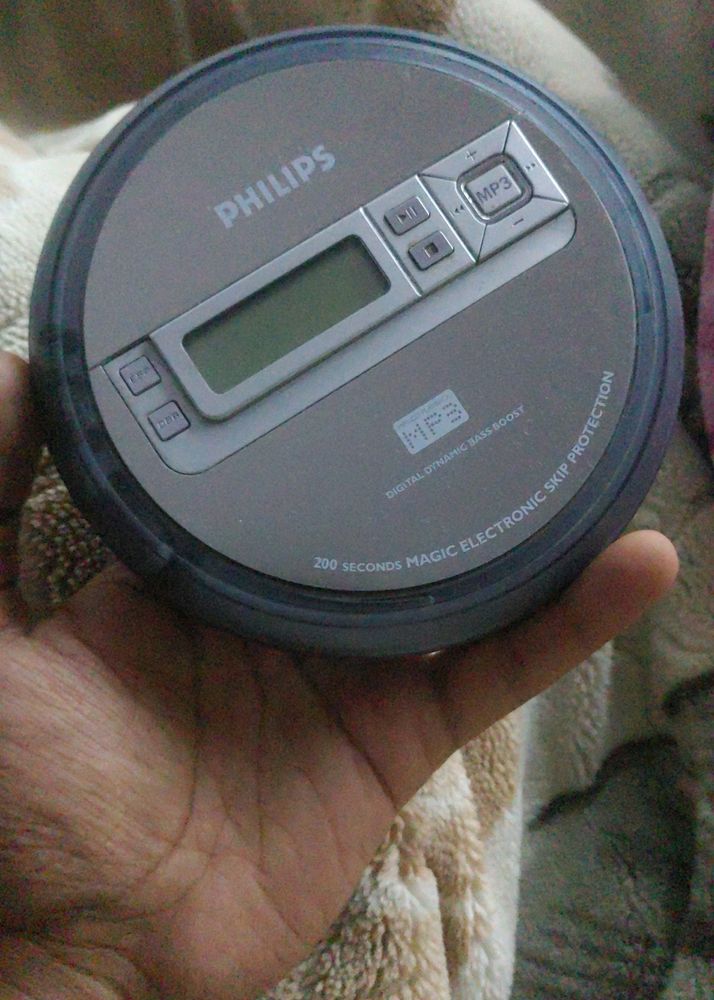 PHILIPS
MP3
MP3
DIGITAL DYNAMIC BASS BOOST
200 SECONDS MAGIC ELECTRONIC SKIP PROTECTION